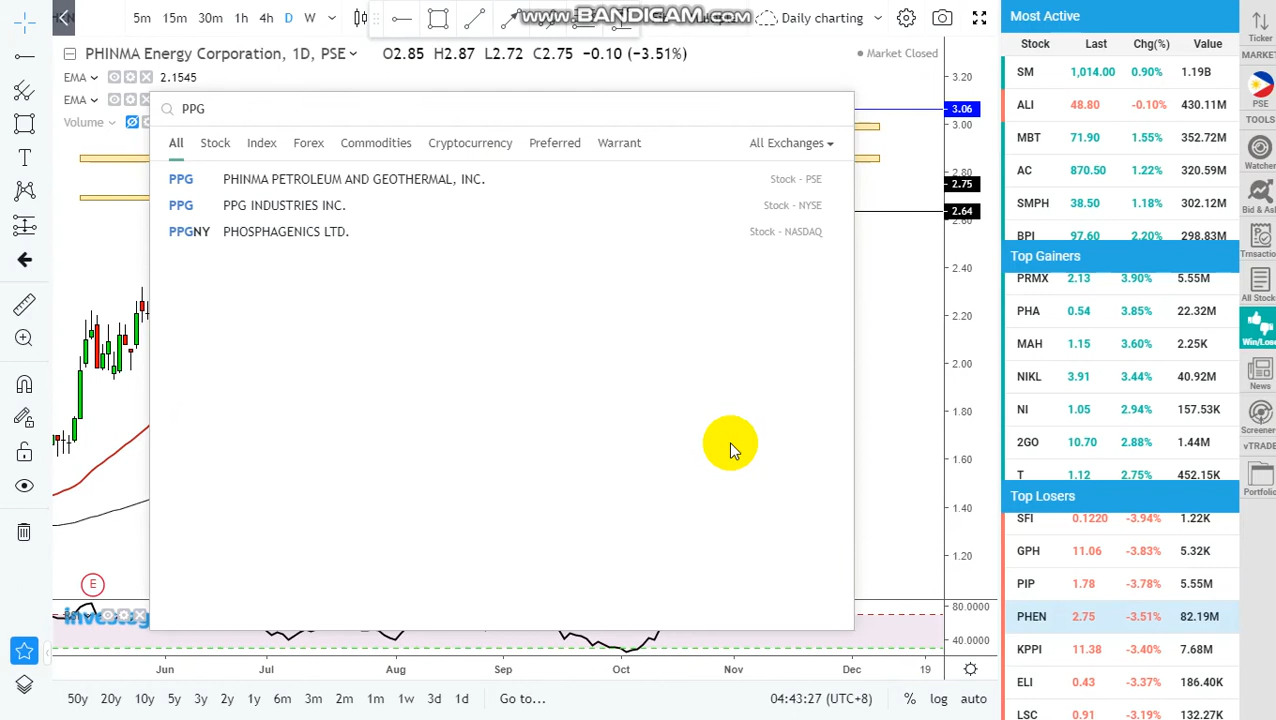 5m 15m 30m 1h 4h D W
www.BANDICAM.com
Daily charting
PHINMA Energy Corporation, 1D, PSE
O2.85 H2.87 L2.72 C2.75 -0.10 (-3.51%)
Market Closed
EMA 2.1545
EMA
Volume
PPG
All Stock Index Forex Commodities Cryptocurrency Preferred Warrant All Exchanges
PPG PHINMA PETROLEUM AND GEOTHERMAL, INC. Stock - PSE
PPG PPG INDUSTRIES INC. Stock - NYSE
PPGNY PHOSPHAGENICS LTD. Stock - NASDAQ
3.20
3.06
3.00
2.80
2.75
2.64
2.40
2.20
2.00
1.80
1.60
1.40
1.20
80.0000
40.0000
E
Jun Jul Aug Sep Oct Nov Dec 19
50y 20y 10y 5y 3y 2y 1y 6m 3m 2m 1m 1w 3d 1d Go to... 04:43:27 (UTC+8) % log auto
Most Active
Stock Last Chg(%) Value
SM 1,014.00 0.90% 1.19B
ALI 48.80 -0.10% 430.11M
MBT 71.90 1.55% 352.72M
AC 870.50 1.22% 320.59M
SMPH 38.50 1.18% 302.12M
BPI 97.60 2.20% 298.83M
Top Gainers
PRMX 2.13 3.90% 5.55M
PHA 0.54 3.85% 22.32M
MAH 1.15 3.60% 2.25K
NIKL 3.91 3.44% 40.92M
NI 1.05 2.94% 157.53K
2GO 10.70 2.88% 1.44M
T 1.12 2.75% 452.15K
Top Losers
SFI 0.1220 -3.94% 1.22K
GPH 11.06 -3.83% 5.32K
PIP 1.78 -3.78% 5.55M
PHEN 2.75 -3.51% 82.19M
KPPI 11.38 -3.40% 7.68M
ELI 0.43 -3.37% 186.40K
LSC 0.91 -3.19% 132.27K
Ticker
MARKET
PSE
TOOLS
Watcher
Bid & As
Trnsactio
All Stock
Win/Lose
News
Screener
vTRADE
Portfolio